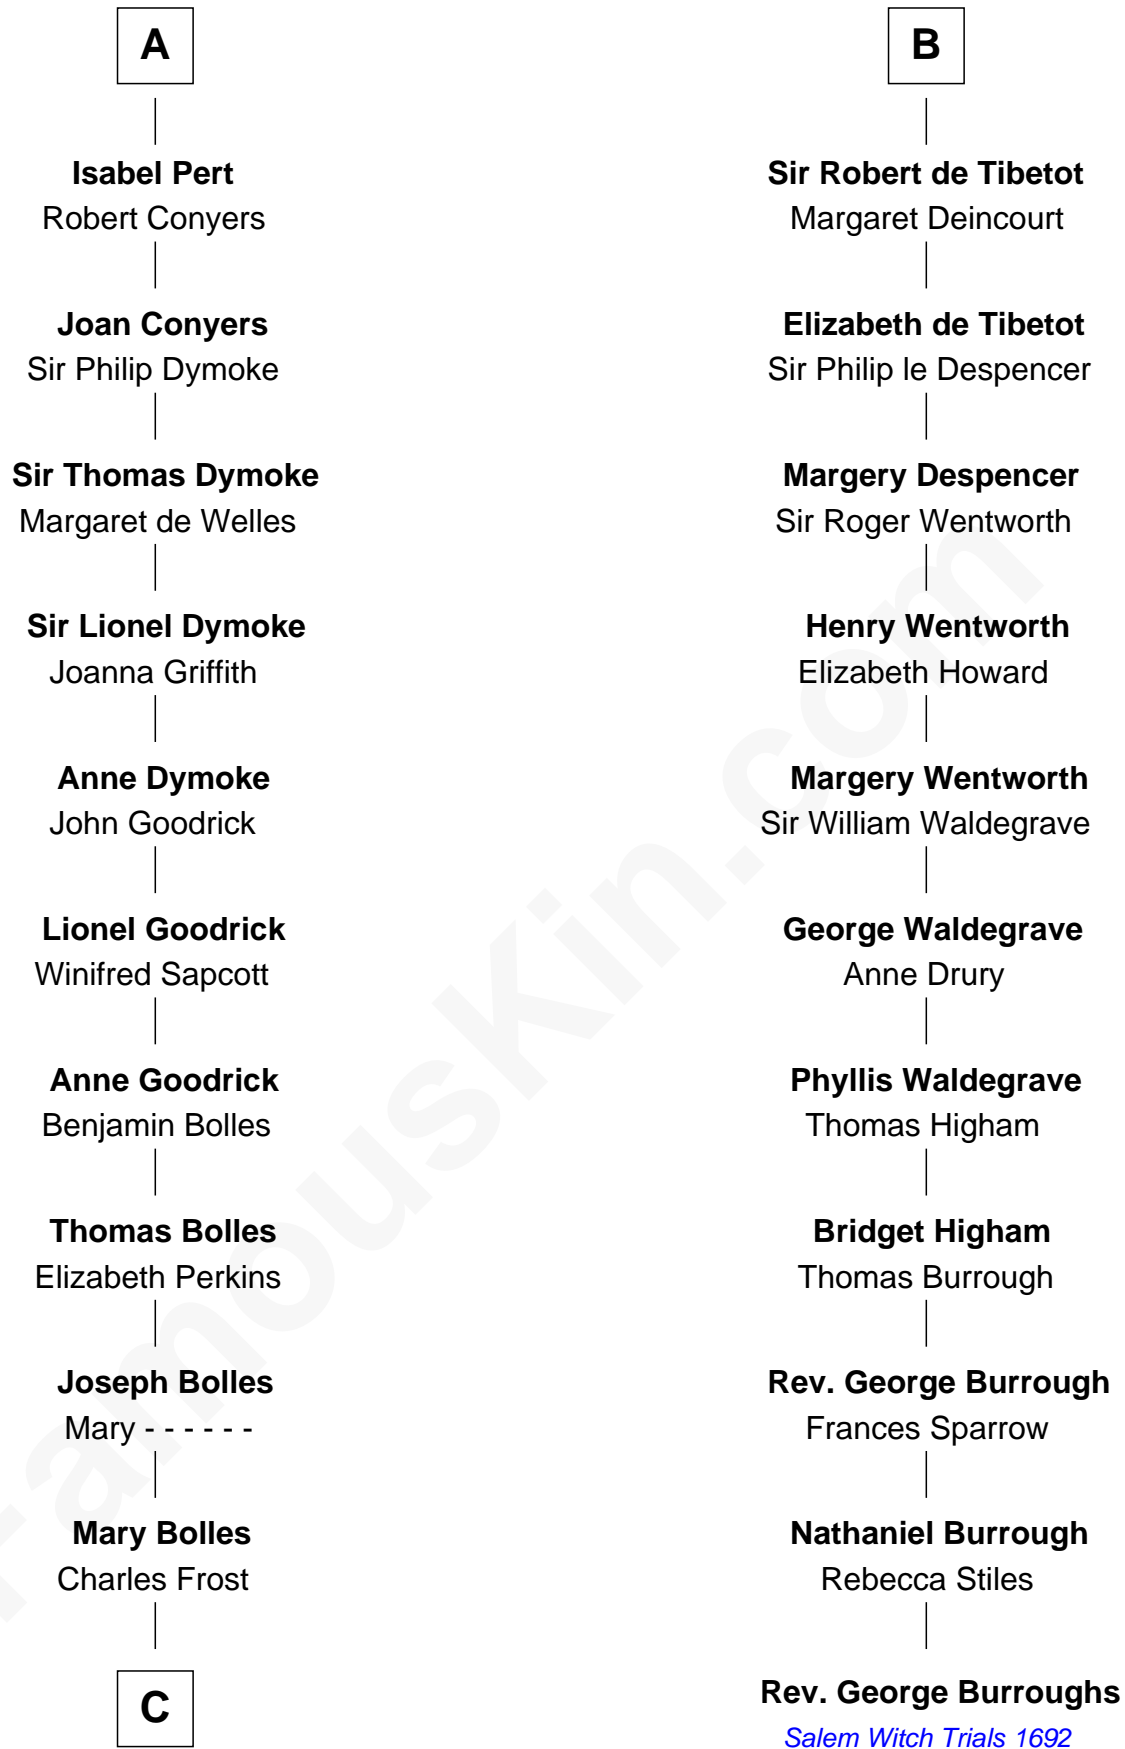 A
Isabel Pert
Robert Conyers
Joan Conyers
Sir Philip Dymoke
Sir Thomas Dymoke
Margaret de Welles
Sir Lionel Dymoke
Joanna Griffith
Anne Dymoke
John Goodrick
Lionel Goodrick
Winifred Sapcott
Anne Goodrick
Benjamin Bolles
Thomas Bolles
Elizabeth Perkins
Joseph Bolles
Mary - - - - - -
Mary Bolles
Charles Frost
C
B
Sir Robert de Tibetot
Margaret Deincourt
Elizabeth de Tibetot
Sir Philip le Despencer
Margery Despencer
Sir Roger Wentworth
Henry Wentworth
Elizabeth Howard
Margery Wentworth
Sir William Waldegrave
George Waldegrave
Anne Drury
Phyllis Waldegrave
Thomas Higham
Bridget Higham
Thomas Burrough
Rev. George Burrough
Frances Sparrow
Nathaniel Burrough
Rebecca Stiles
Rev. George Burroughs
Salem Witch Trials 1692
FamousKin.com